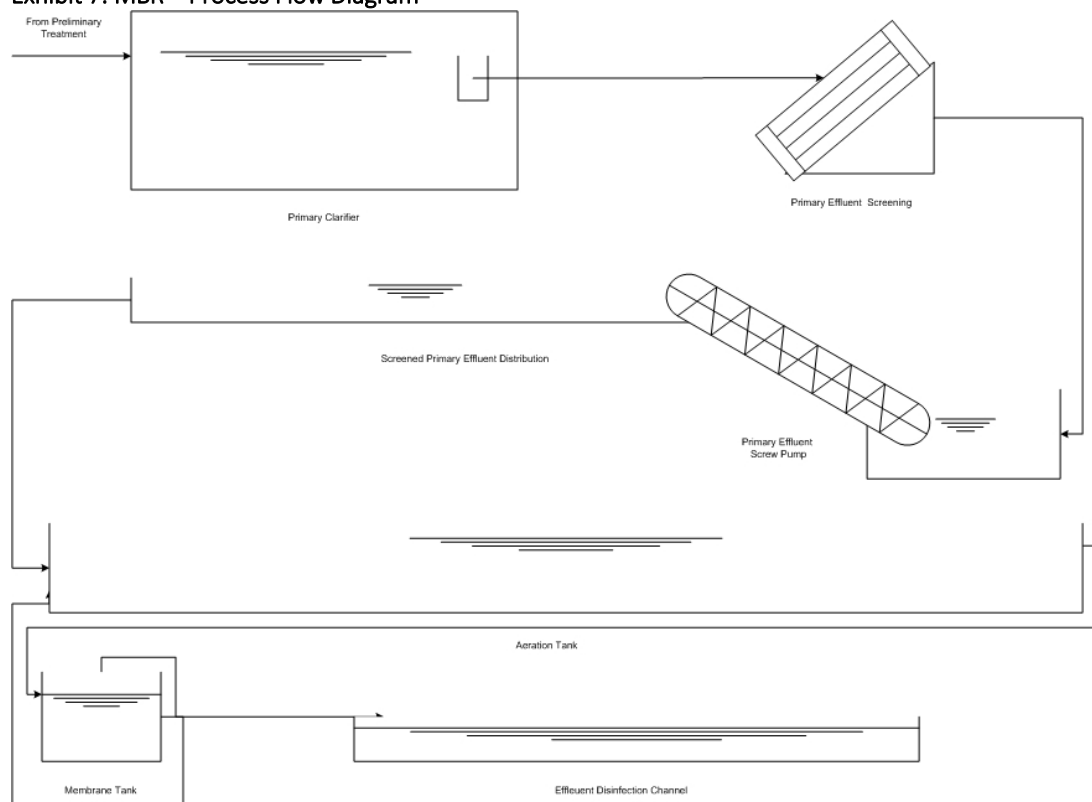 Exhibit 7. MBR – Process Flow Diagram
From Preliminary
Treatment
Primary Clarifier
Primary Effluent Screening
Screened Primary Effluent Distribution
Primary Effluent
Screw Pump
Aeration Tank
Membrane Tank
Effleuent Disinfection Channel